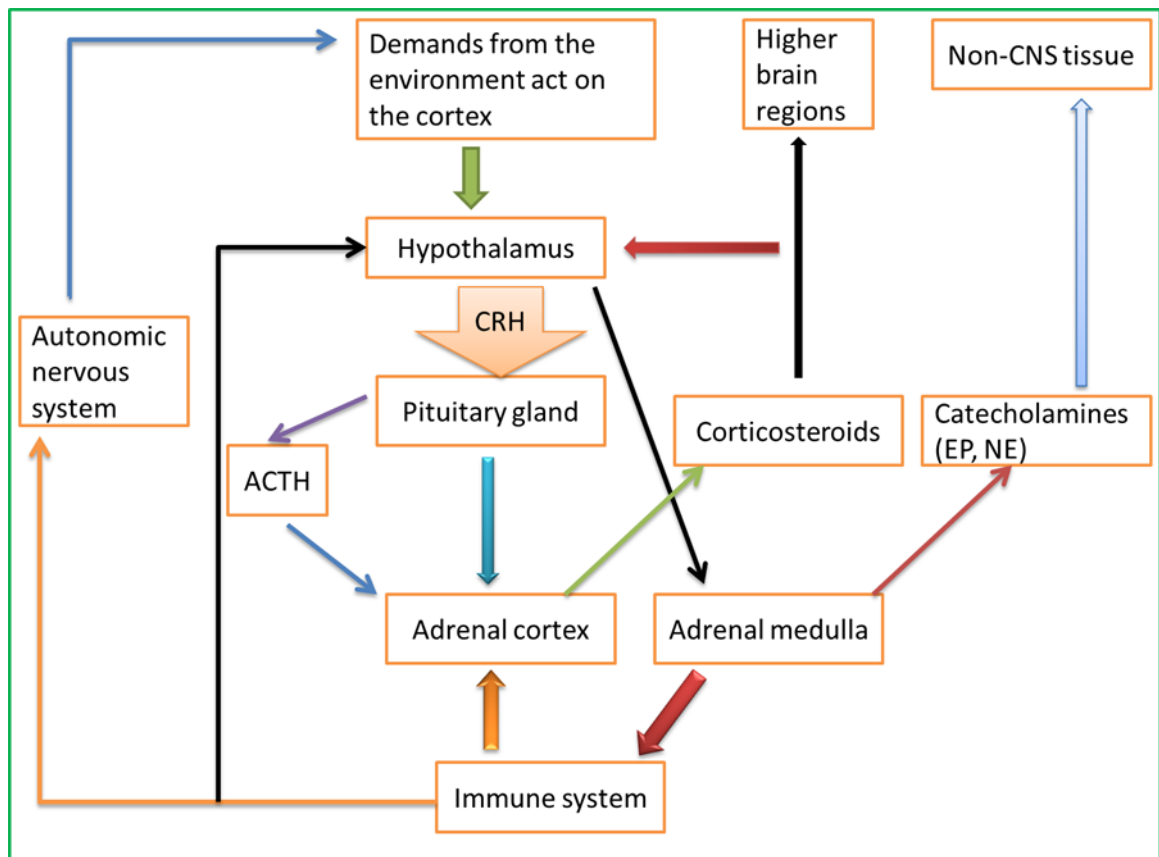 Demands from the
environment act on
the cortex
Higher
brain
regions
Non-CNS tissue
Hypothalamus
CRH
Autonomic
nervous
system
Pituitary gland
Corticosteroids
Catecholamines
(EP, NE)
ACTH
Adrenal cortex
Adrenal medulla
Immune system